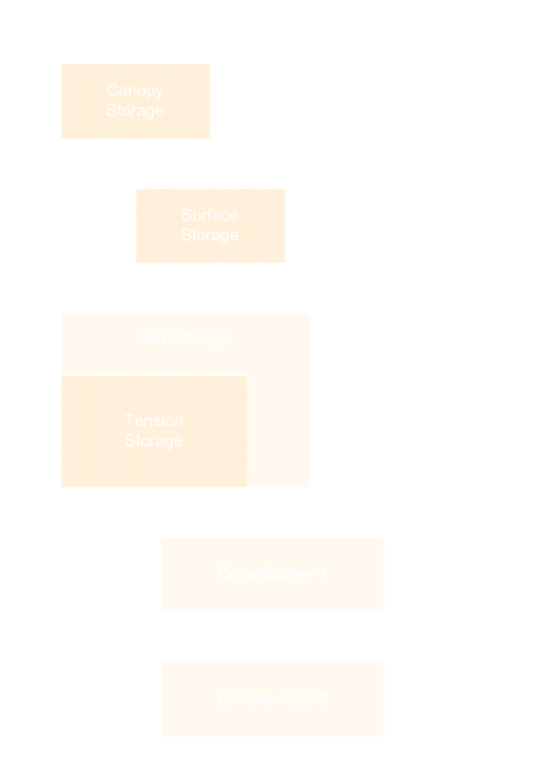 Canopy
Storage
Surface
Storage
Soil Storage
Tension
Storage
Groundwater 1
Groundwater 2